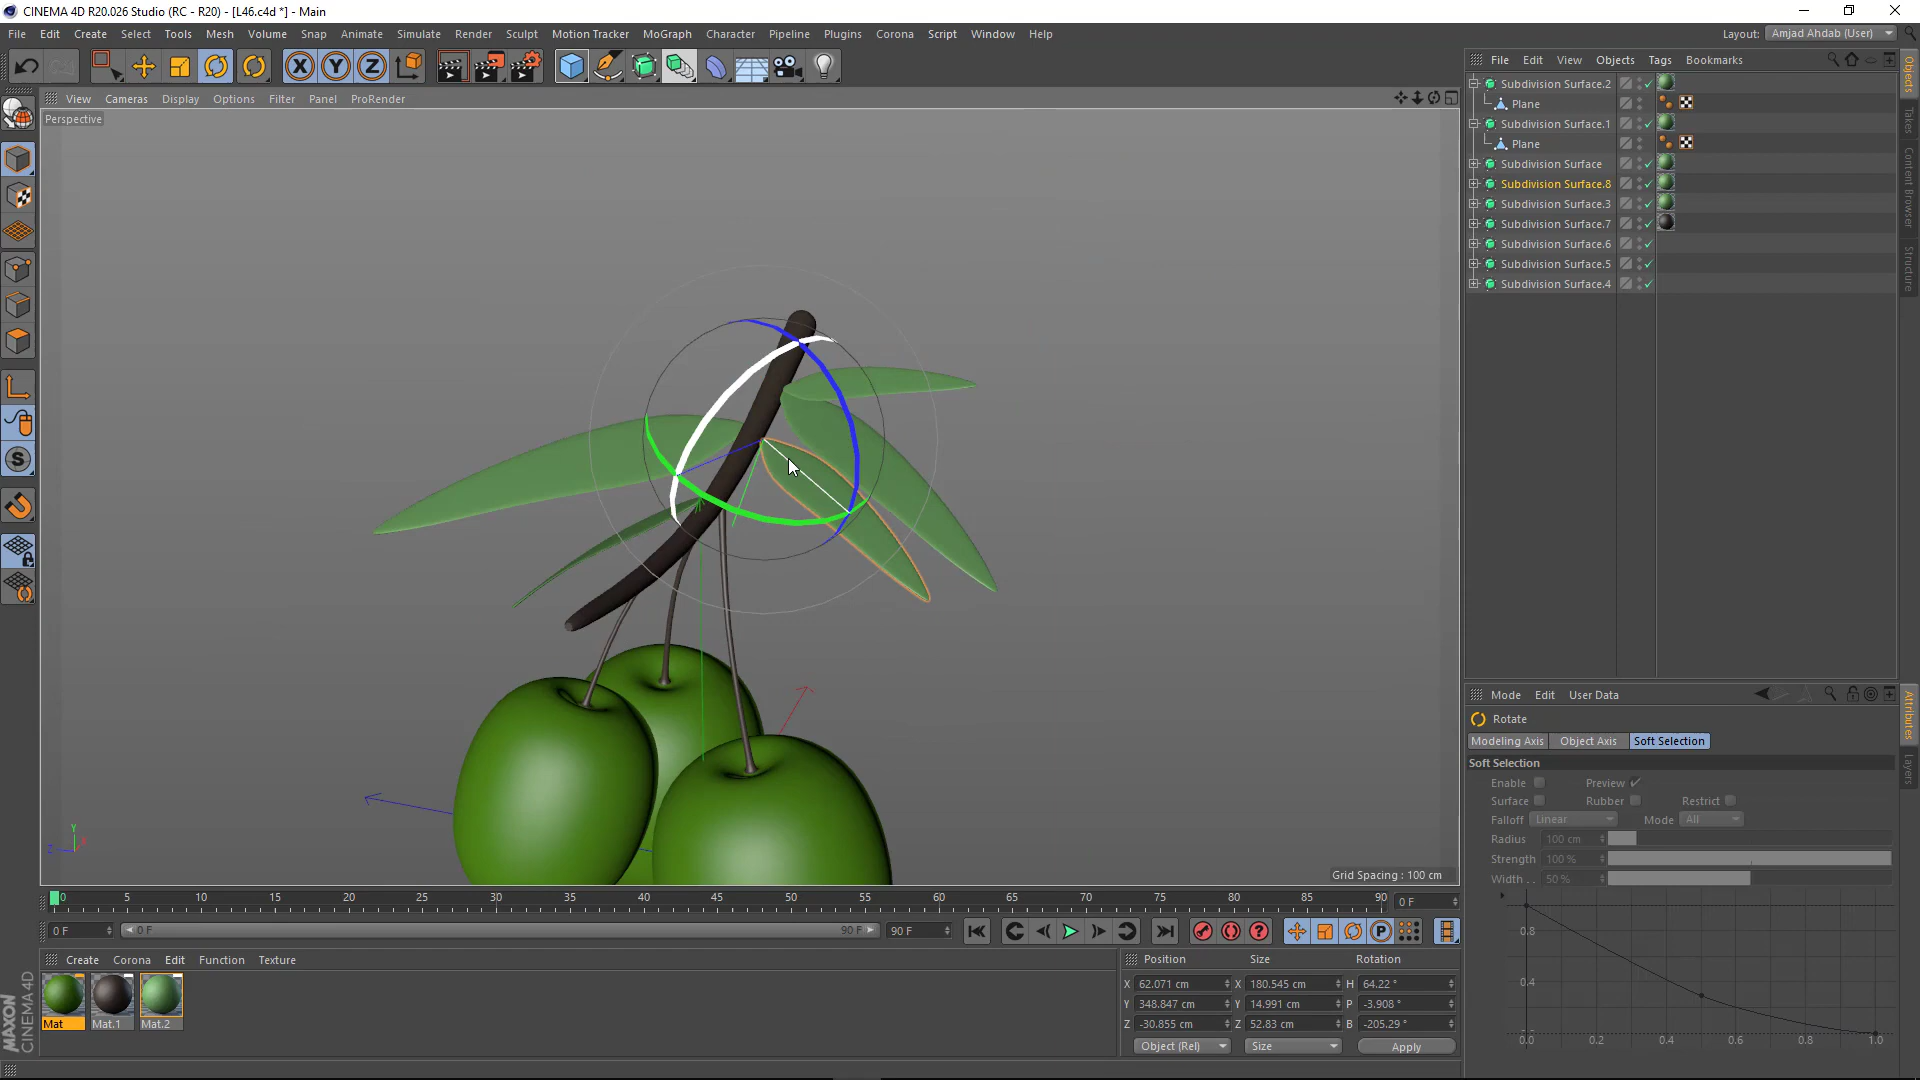 CINEMA 4D R20.026 Studio (RC - R20) - [L46.c4d *] - Main
File Edit Create Select Tools Mesh Volume Snap Animate Simulate Render Sculpt Motion Tracker MoGraph Character Pipeline Plugins Corona Script Window Help
Layout: Amjad Ahdab (User)
X Y Z
View Cameras Display Options Filter Panel ProRender
Perspective
File Edit View Objects Tags Bookmarks
Subdivision Surface.2
Plane
Subdivision Surface.1
Plane
Subdivision Surface
Subdivision Surface.8
Subdivision Surface.3
Subdivision Surface.7
Subdivision Surface.6
Subdivision Surface.5
Subdivision Surface.4
Objects
Takes
Content Browser
Structure
S
Y
Z
X
Grid Spacing : 100 cm
Mode Edit User Data
Rotate
Modeling Axis Object Axis Soft Selection
Soft Selection
Enable Preview
Surface Rubber Restrict
Falloff Linear Mode All
Radius 100 cm
Strength 100 %
Width . . 50 %
0.8
0.4
0.0 0.2 0.4 0.6 0.8 1.0
Attributes
Layers
0 5 10 15 20 25 30 35 40 45 50 55 60 65 70 75 80 85 90 0 F
0 F 0 F 90 F 90 F
P
Create Corona Edit Function Texture
Mat Mat.1 Mat.2
Position Size Rotation
X 62.071 cm X 180.545 cm H 64.22 °
Y 348.847 cm Y 14.991 cm P -3.908 °
Z -30.855 cm Z 52.83 cm B -205.29 °
Object (Rel) Size Apply
MAXON
CINEMA 4D